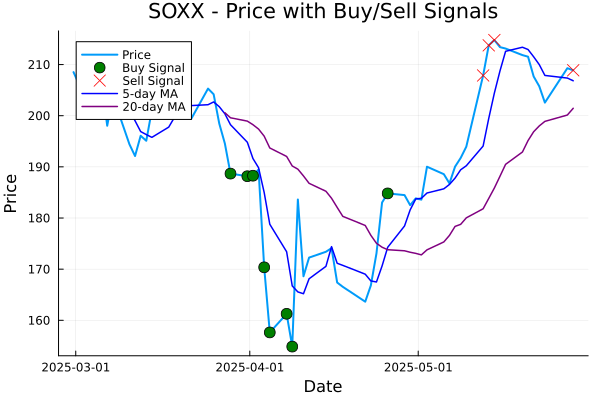 SOXX - Price with Buy/Sell Signals
Price
Buy Signal
Sell Signal
5-day MA
20-day MA
210
200
190
180
170
160
Price
2025-03-01
2025-04-01
2025-05-01
Date